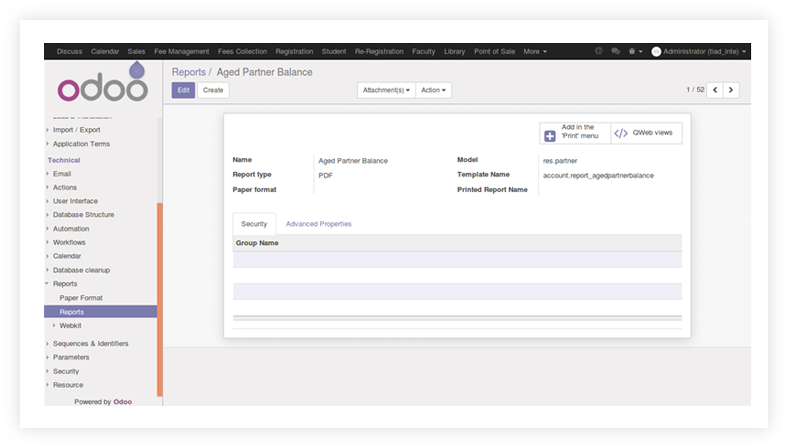 Discuss Calendar Sales Fee Management Fees Collection Registration Student Re-Registration Faculty Library Point of Sale More Administrator (tiad_inte)
odoo
Reports / Aged Partner Balance
Edit Create Attachment(s) Action 1 / 52
Import / Export
Application Terms
Technical
Email
Actions
User Interface
Database Structure
Automation
Workflows
Calendar
Database cleanup
Reports
Paper Format
Reports
Webkit
Sequences & Identifiers
Parameters
Security
Resource
Powered by Odoo
Add in the
'Print' menu
QWeb views
Name Aged Partner Balance Model res.partner
Report type PDF Template Name account.report_agedpartnerbalance
Paper format Printed Report Name
Security Advanced Properties
Group Name